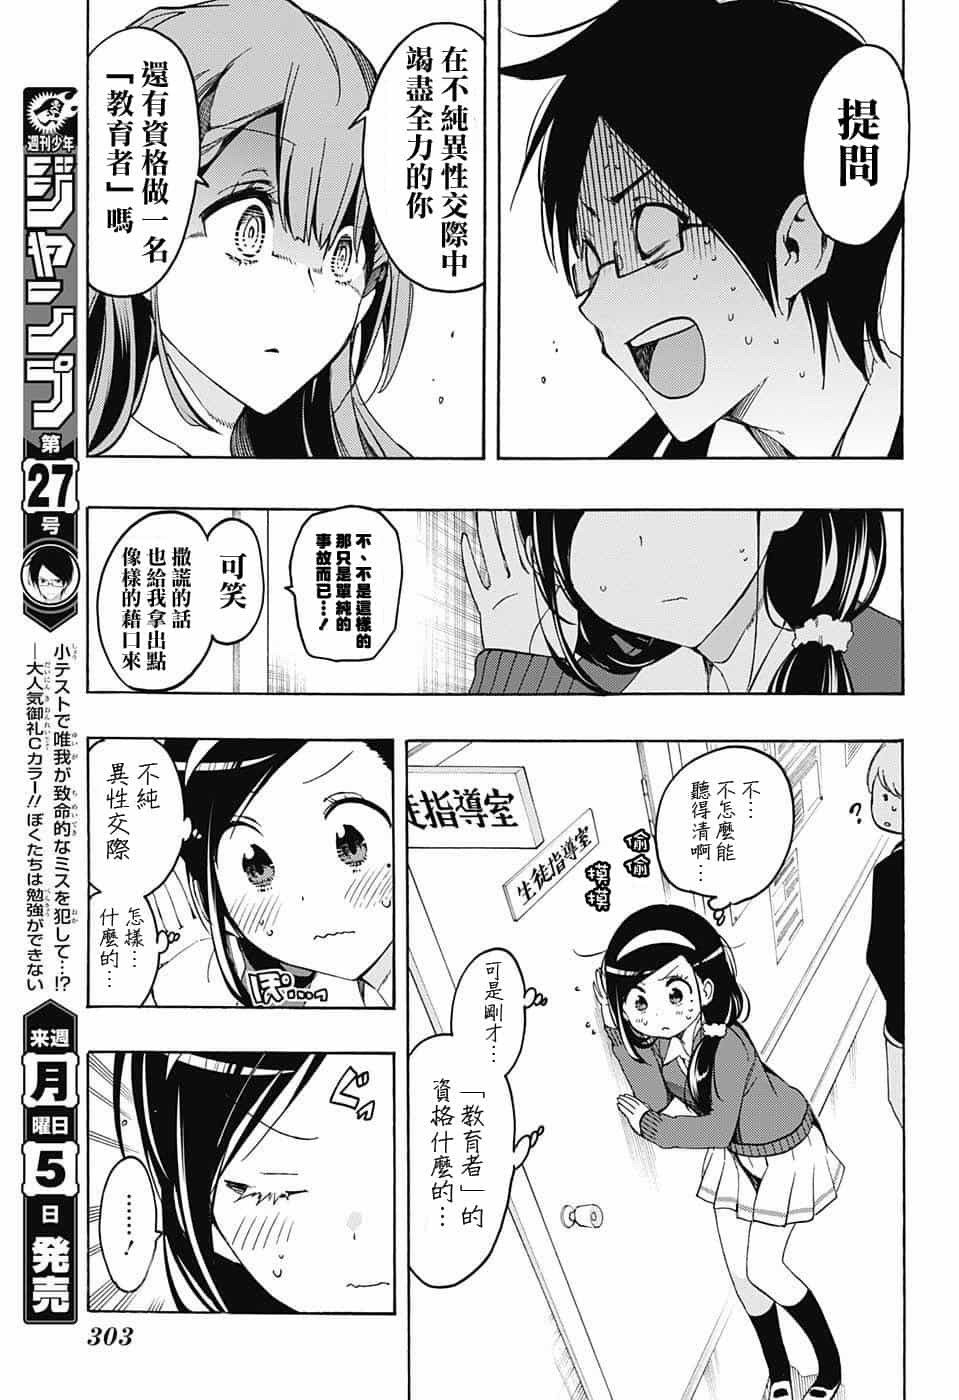 提問
在不純異性交際中
竭盡全力的你
還有資格做一名
「教育者」嗎
不、不是這樣的
那只是單純的
事故而已…!
可笑
撒謊的話
也給我拿出點
像樣的藉口來
不…
不怎麼能
聽得清啊…
偷偷
摸摸
徒指導室
生徒指導室
可是剛才…
「教育者」的
資格什麼的…
不純
異性交際
怎樣…
什麼的…
ぽ…っ
ぐっ
……!
週刊少年
ジャンプ
第
27
号
小テストで唯我が致命的なミスを犯して…!?
―大人気御礼Cカラー!!ぼくたちは勉強ができない
来週
月
曜日
5
日
発売
303